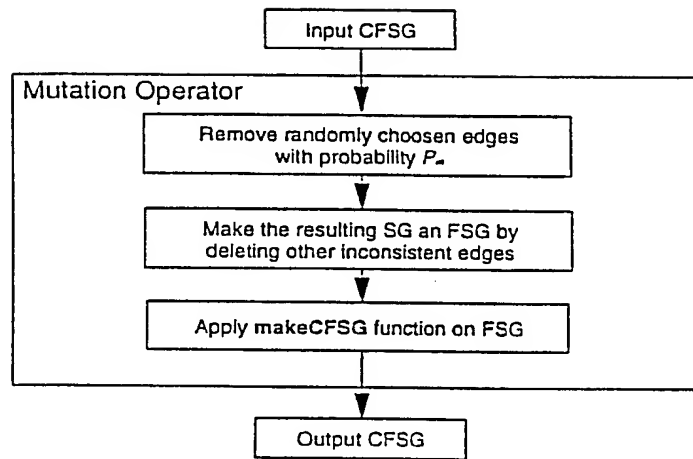 Input CFSG
Mutation Operator
Remove randomly choosen edges
with probability Pₘ
Make the resulting SG an FSG by
deleting other inconsistent edges
Apply makeCFSG function on FSG
Output CFSG